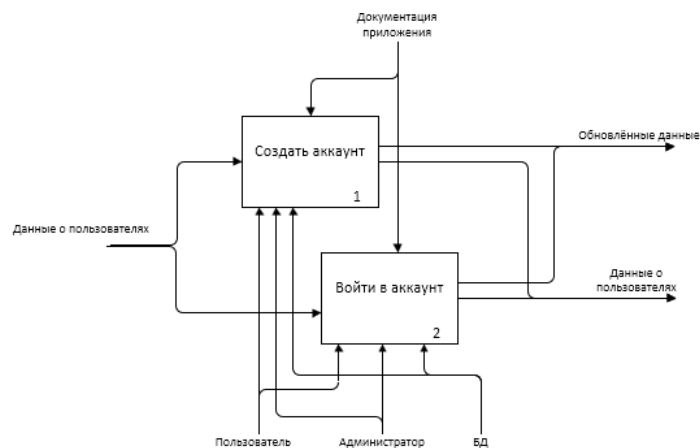 Документация
приложения
Создать аккаунт
1
Обновлённые данные
Данные о пользователях
Войти в аккаунт
2
Данные о
пользователях
Пользователь
Администратор
БД